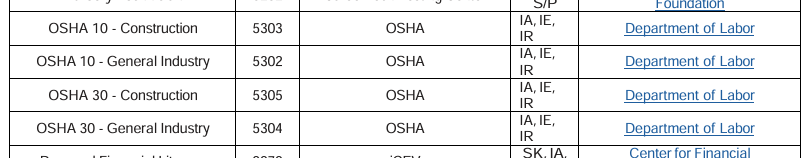 S/P
Foundation
OSHA 10 - Construction 5303 OSHA IA, IE, IR Department of Labor
OSHA 10 - General Industry 5302 OSHA IA, IE, IR Department of Labor
OSHA 30 - Construction 5305 OSHA IA, IE, IR Department of Labor
OSHA 30 - General Industry 5304 OSHA IA, IE, IR Department of Labor
SK, IA, Center for Financial